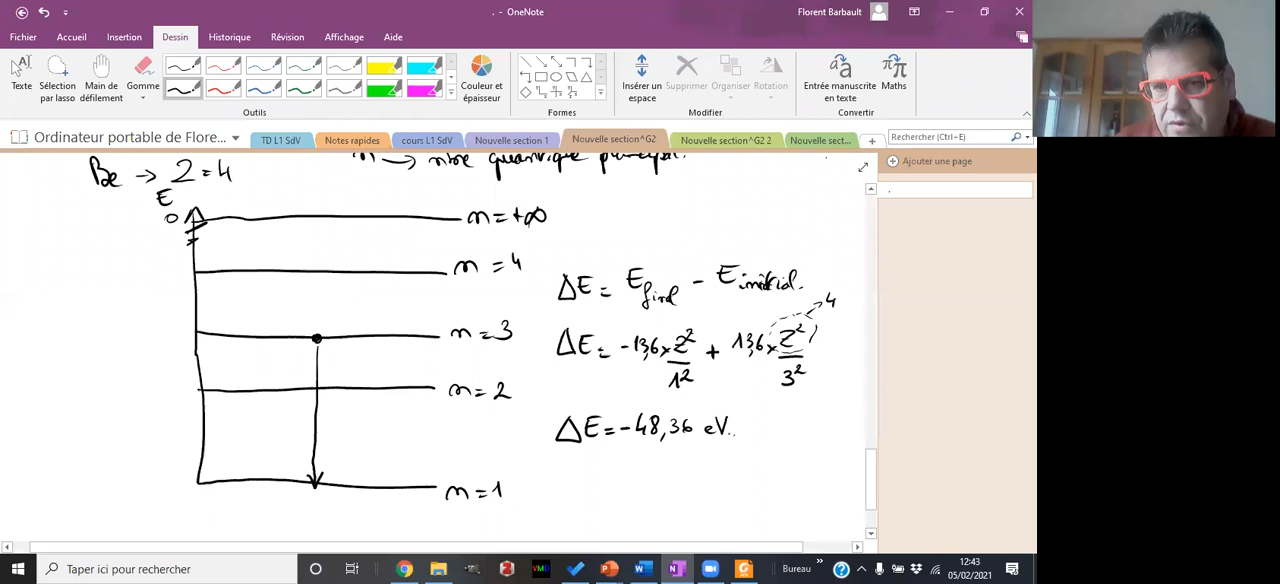 . - OneNote
Florent Barbault
Fichier Accueil Insertion Dessin Historique Révision Affichage Aide
Texte
Sélection par lasso
Main de défilement
Gomme
Couleur et épaisseur
Insérer un espace
Supprimer
Organiser
Rotation
Entrée manuscrite en texte
Maths
Outils
Formes
Modifier
Convertir
Ordinateur portable de Flore...
TD L1 SdV
Notes rapides
cours L1 SdV
Nouvelle section 1
Nouvelle section^G2
Nouvelle section^G2 2
Nouvelle sect...
Rechercher (Ctrl+E)
Ajouter une page
.
n → nbre quantique principal.
Be → Z = 4
E
0
n = +∞
n = 4
n = 3
n = 2
n = 1
ΔE = E final - E initial.
ΔE = -13,6 × Z²/1² + 13,6 × Z²/3²
4
ΔE = -48,36 eV..
Taper ici pour rechercher
VMD
Bureau »
12:43
05/02/2021